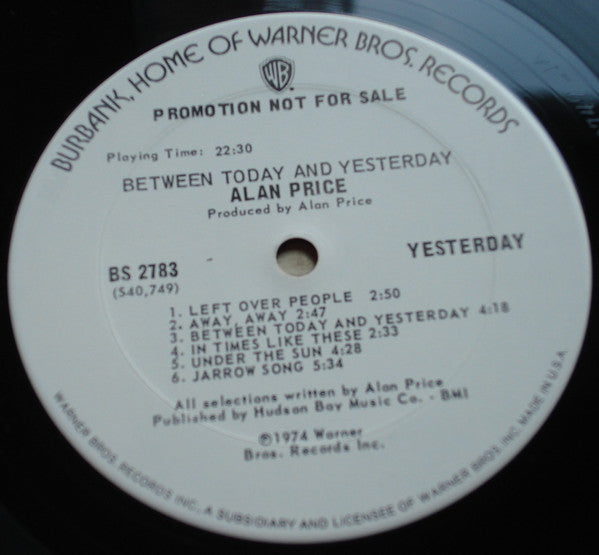 BURBANK, HOME OF WARNER BROS. RECORDS
WB
PROMOTION NOT FOR SALE
Playing Time: 22:30
BETWEEN TODAY AND YESTERDAY
ALAN PRICE
Produced by Alan Price
YESTERDAY
BS 2783
(S40,749)
1. LEFT OVER PEOPLE 2:50
2. AWAY, AWAY 2:47
3. BETWEEN TODAY AND YESTERDAY 4:18
4. IN TIMES LIKE THESE 2:33
5. UNDER THE SUN 4:28
6. JARROW SONG 5:34
All selections written by Alan Price
Published by Hudson Bay Music Co. - BMI
℗1974 Warner
Bros. Records Inc.
WARNER BROS. RECORDS INC., A SUBSIDIARY AND LICENSEE OF WARNER BROS. INC. MADE IN U.S.A.